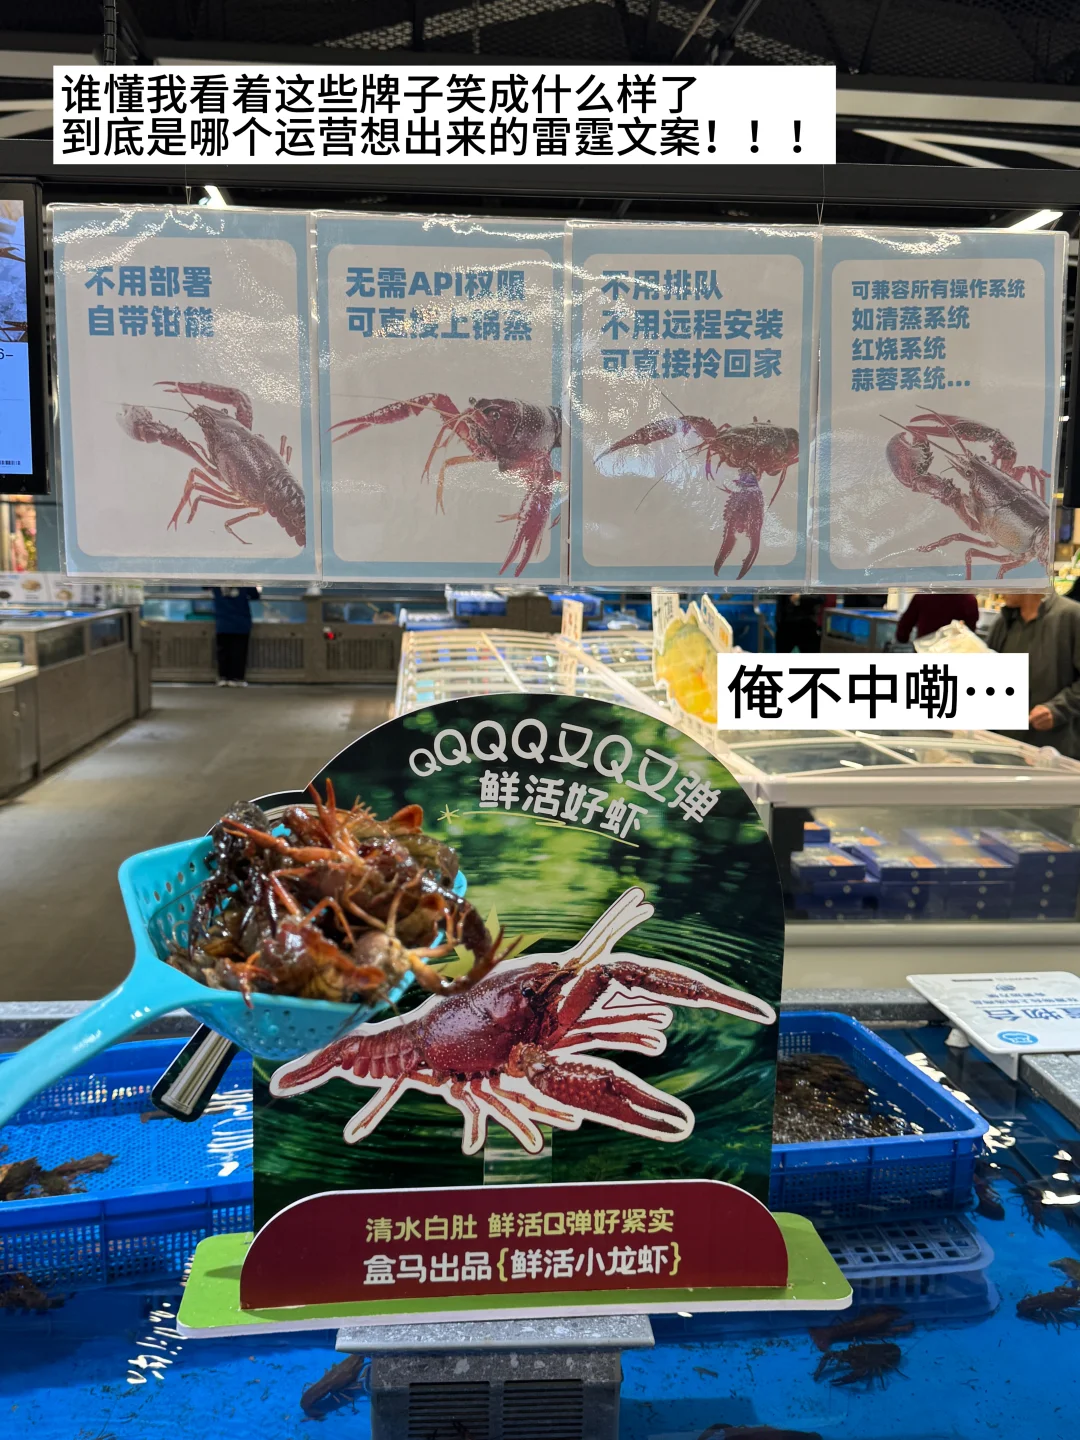 谁懂我看着这些牌子笑成什么样了
到底是哪个运营想出来的雷霆文案！！！
不用部署
自带钳能
无需API权限
可直接上锅蒸
不用排队
不用远程安装
可直接拎回家
可兼容所有操作系统
如清蒸系统
红烧系统
蒜蓉系统...
俺不中嘞…
QQQQ又Q又弹
鲜活好虾
清水白肚 鲜活Q弹好紧实
盒马出品{鲜活小龙虾}